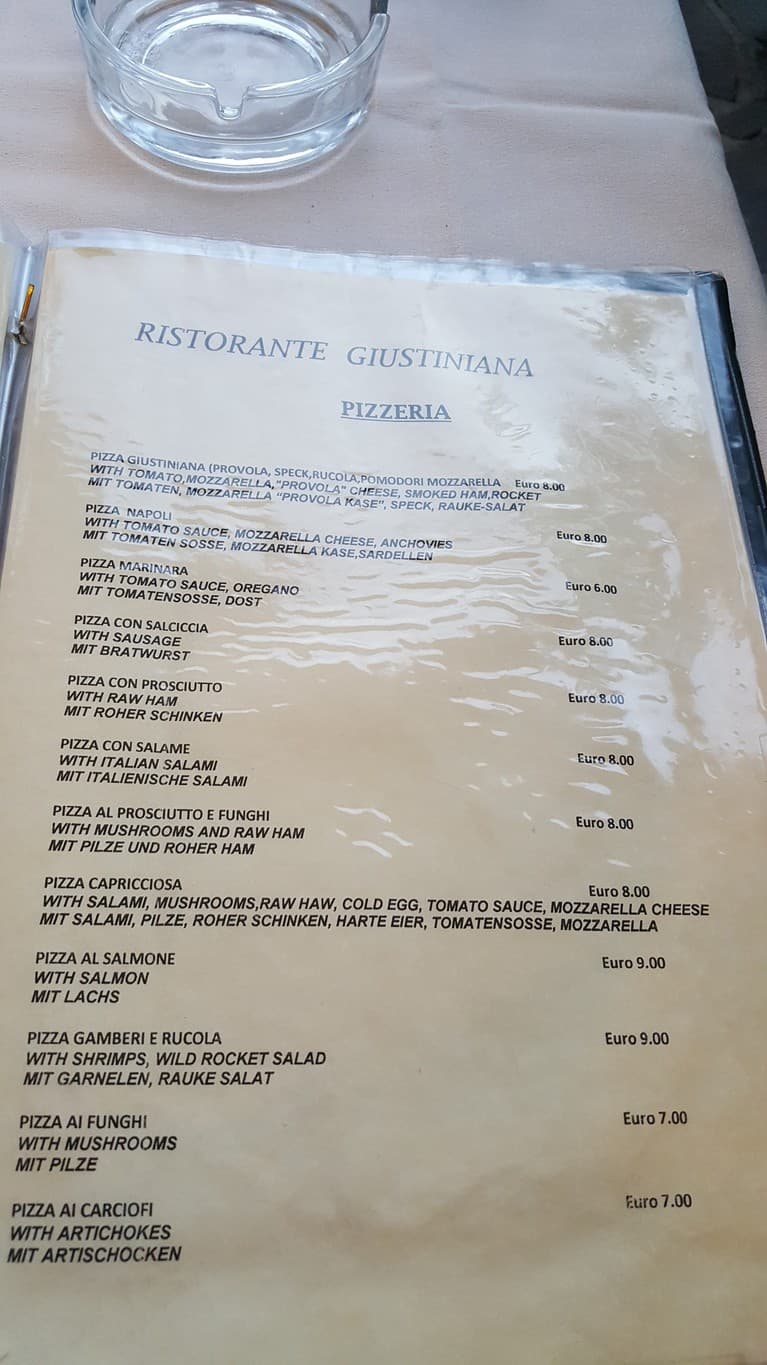 RISTORANTE GIUSTINIANA
PIZZERIA
PIZZA GIUSTINIANA (PROVOLA, SPECK,RUCOLA,POMODORI MOZZARELLA Euro 8.00
WITH TOMATO,MOZZARELLA,"PROVOLA" CHEESE, SMOKED HAM,ROCKET
MIT TOMATEN, MOZZARELLA "PROVOLA KASE", SPECK, RAUKE-SALAT
PIZZA NAPOLI Euro 8.00
WITH TOMATO SAUCE, MOZZARELLA CHEESE, ANCHOVIES
MIT TOMATEN SOSSE, MOZZARELLA KASE,SARDELLEN
PIZZA MARINARA Euro 6.00
WITH TOMATO SAUCE, OREGANO
MIT TOMATENSOSSE, DOST
PIZZA CON SALCICCIA Euro 8.00
WITH SAUSAGE
MIT BRATWURST
PIZZA CON PROSCIUTTO Euro 8.00
WITH RAW HAM
MIT ROHER SCHINKEN
PIZZA CON SALAME Euro 8.00
WITH ITALIAN SALAMI
MIT ITALIENISCHE SALAMI
PIZZA AL PROSCIUTTO E FUNGHI Euro 8.00
WITH MUSHROOMS AND RAW HAM
MIT PILZE UND ROHER HAM
PIZZA CAPRICCIOSA Euro 8.00
WITH SALAMI, MUSHROOMS,RAW HAW, COLD EGG, TOMATO SAUCE, MOZZARELLA CHEESE
MIT SALAMI, PILZE, ROHER SCHINKEN, HARTE EIER, TOMATENSOSSE, MOZZARELLA
PIZZA AL SALMONE Euro 9.00
WITH SALMON
MIT LACHS
PIZZA GAMBERI E RUCOLA Euro 9.00
WITH SHRIMPS, WILD ROCKET SALAD
MIT GARNELEN, RAUKE SALAT
PIZZA AI FUNGHI Euro 7.00
WITH MUSHROOMS
MIT PILZE
PIZZA AI CARCIOFI Euro 7.00
WITH ARTICHOKES
MIT ARTISCHOCKEN